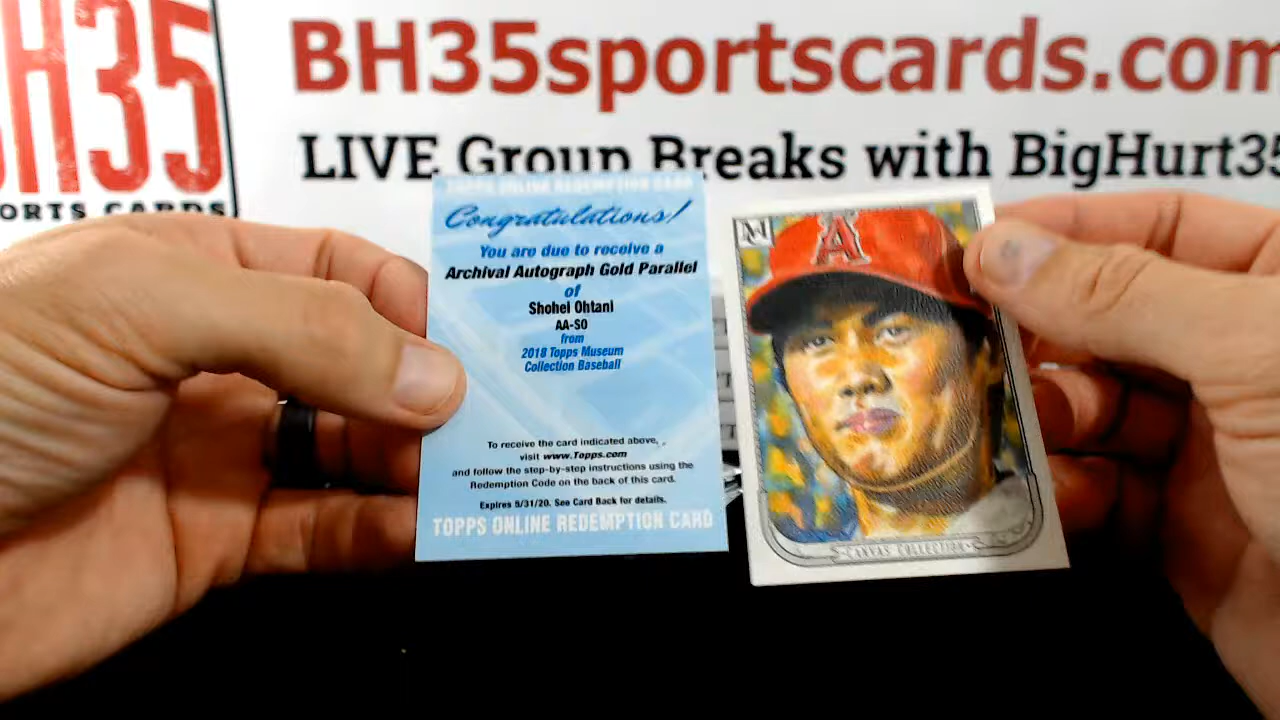 BH35sportscards.com
LIVE Group Breaks with BigHurt35
H35
ORTS CARDS
TOPPS ONLINE REDEMPTION CARD
Congratulations!
You are due to receive a
Archival Autograph Gold Parallel
of
Shohei Ohtani
AA-SO
from
2018 Topps Museum
Collection Baseball
To receive the card indicated above,
visit www.Topps.com
and follow the step-by-step instructions using the
Redemption Code on the back of this card.
Expires 5/31/20. See Card Back for details.
TOPPS ONLINE REDEMPTION CARD
M
A
CANVAS COLLECTION